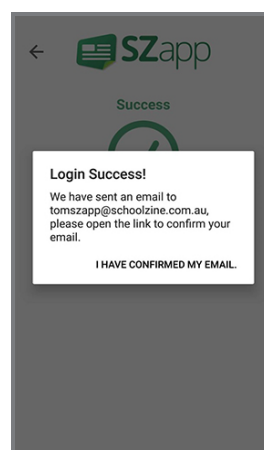 SZapp
Success
Login Success!
We have sent an email to
tomszapp@schoolzine.com.au,
please open the link to confirm your
email.
I HAVE CONFIRMED MY EMAIL.